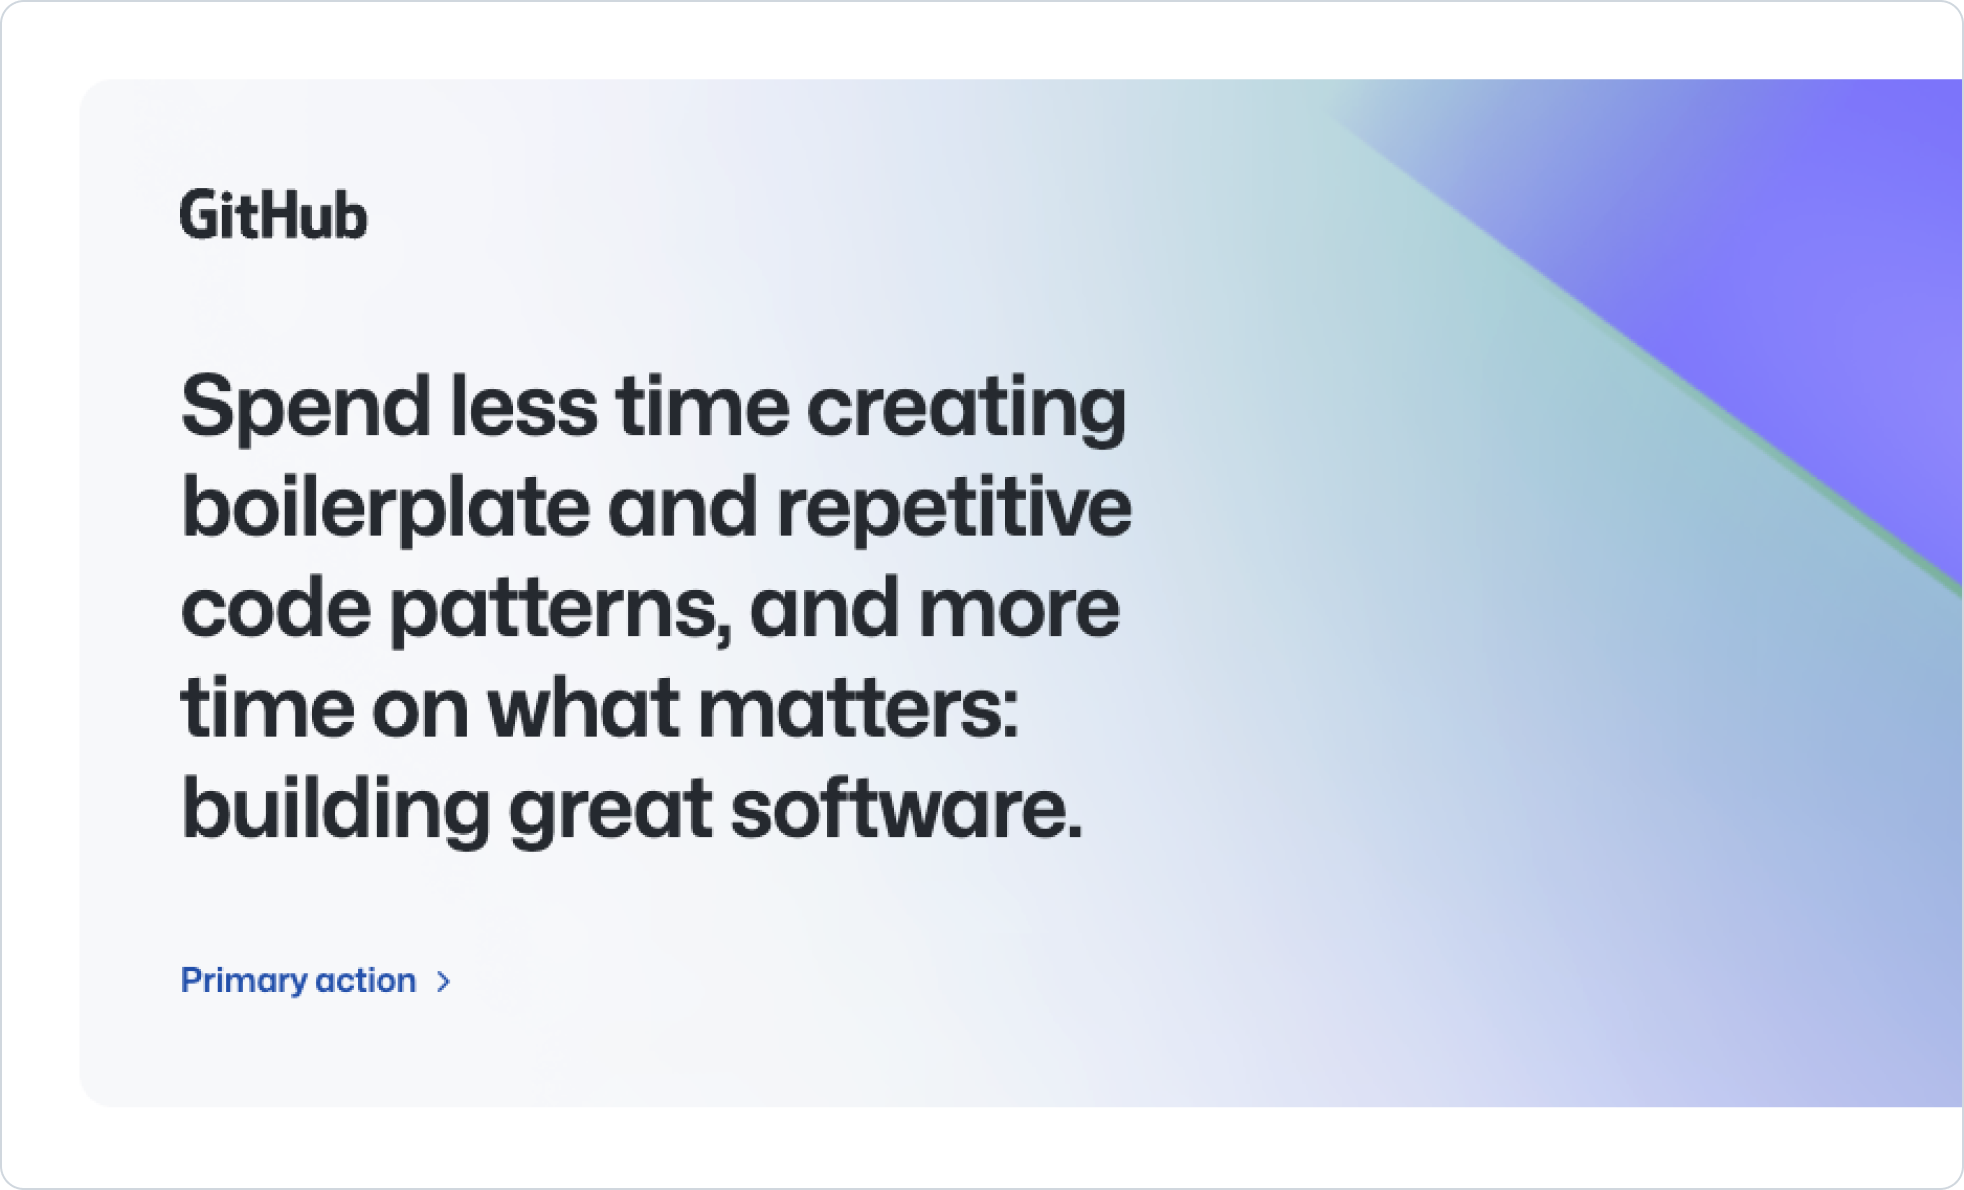 GitHub
Spend less time creating
boilerplate and repetitive
code patterns, and more
time on what matters:
building great software.
Primary action